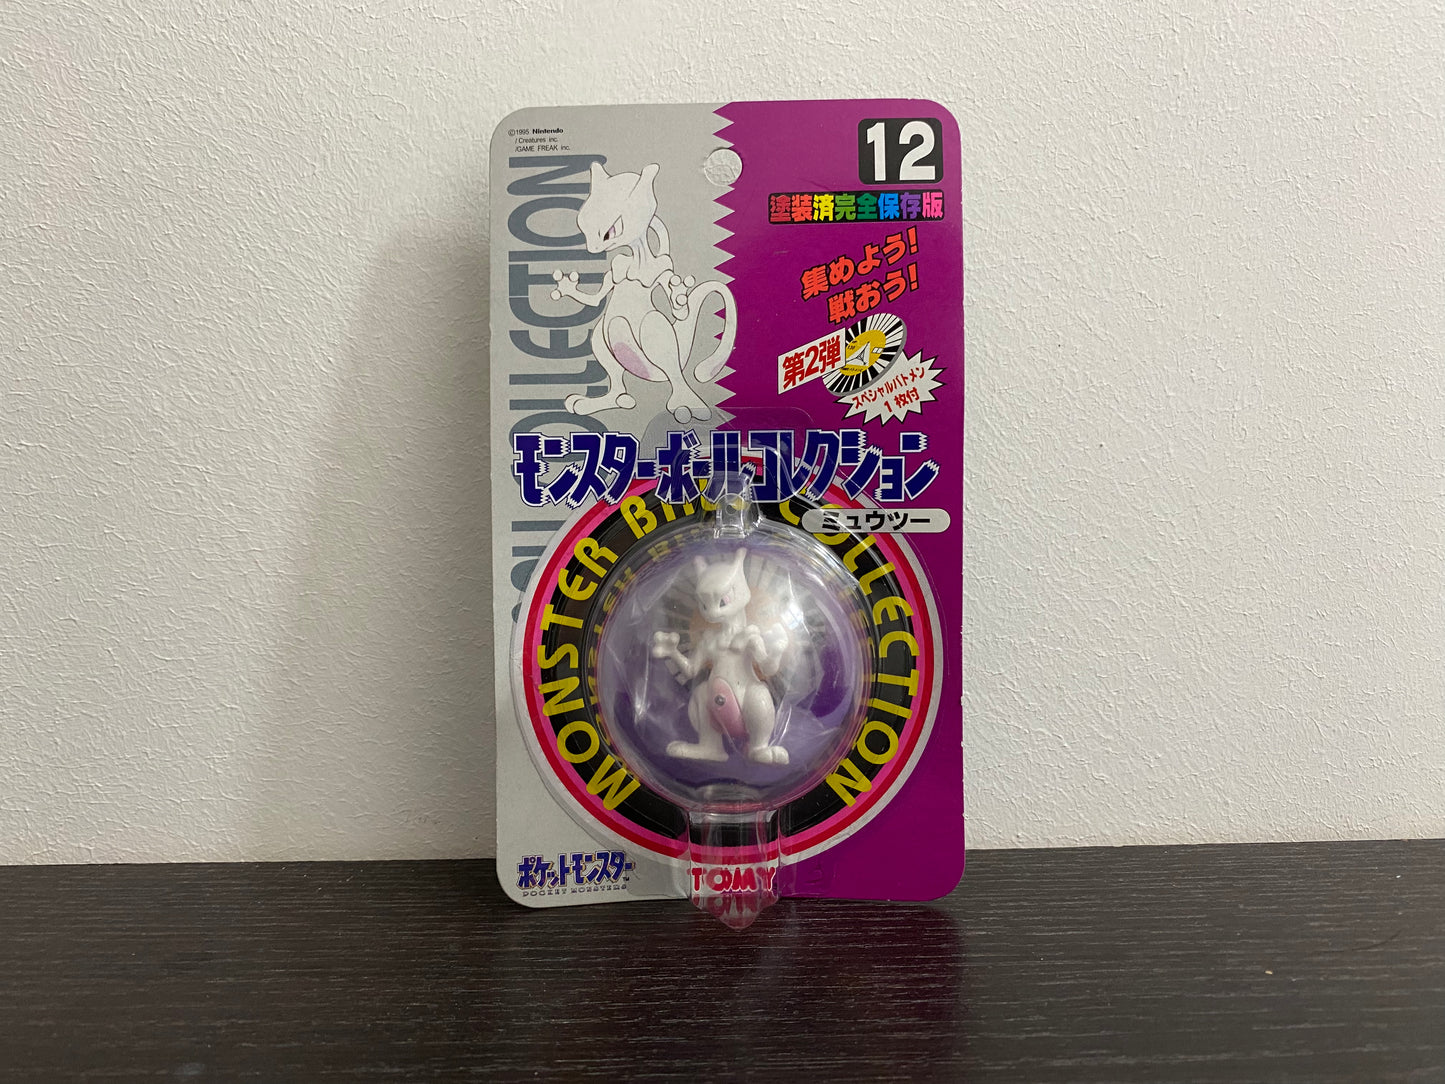 ©1995 Nintendo
/Creatures inc.
/GAME FREAK inc.
12
塗装済完全保存版
集めよう!
戦おう!
第2弾
スペシャルバトメン
1枚付
COLLECTION
モンスターボールコレクション
ミュウツー
MONSTER BALL COLLECTION
ポケットモンスター™
POCKET MONSTERS
TOMY